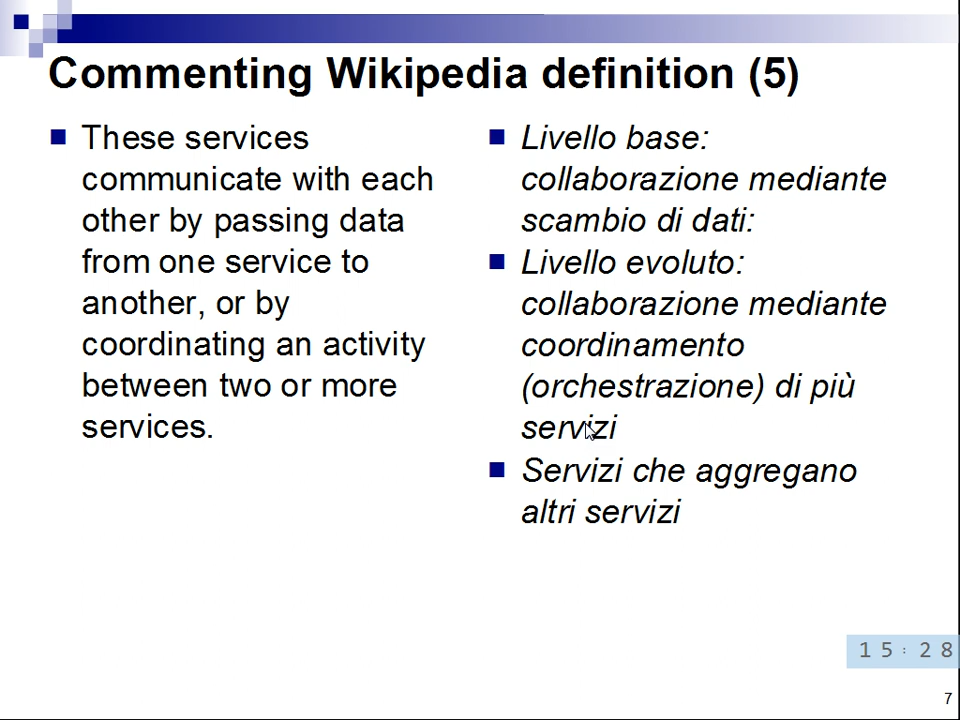 Commenting Wikipedia definition (5)
These services
communicate with each
other by passing data
from one service to
another, or by
coordinating an activity
between two or more
services.
Livello base:
collaborazione mediante
scambio di dati:
Livello evoluto:
collaborazione mediante
coordinamento
(orchestrazione) di più
servizi
Servizi che aggregano
altri servizi
15:28
7